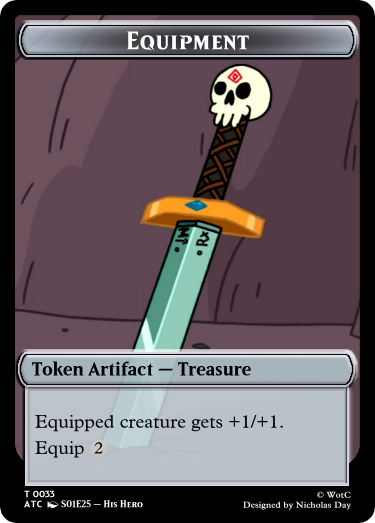 EQUIPMENT
Token Artifact — Treasure
Equipped creature gets +1/+1.
Equip 2
T 0033
© WotC
ATC S01E25 – HIS HERO
Designed by Nicholas Day